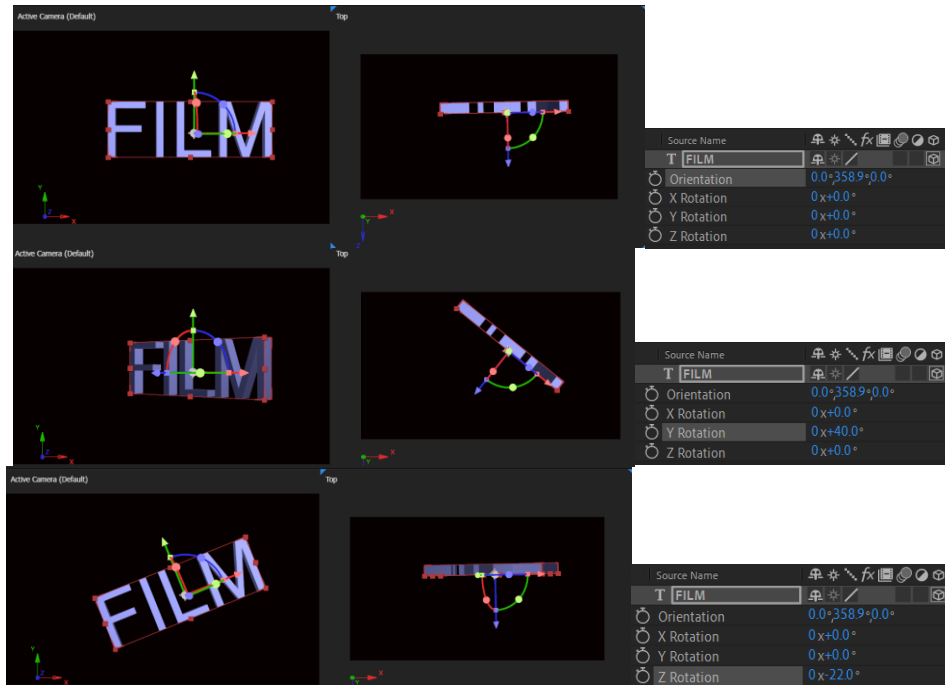 Active Camera (Default)
Top
FILM
Y
Z
X
X
Y
Z
Source Name
fx
T FILM
Orientation 0.0°,358.9°,0.0°
X Rotation 0x+0.0°
Y Rotation 0x+0.0°
Z Rotation 0x+0.0°
Active Camera (Default)
Top
FILM
Y
Z
X
X
Y
Source Name
fx
T FILM
Orientation 0.0°,358.9°,0.0°
X Rotation 0x+0.0°
Y Rotation 0x+40.0°
Z Rotation 0x+0.0°
Active Camera (Default)
Top
FILM
Y
Z
X
X
Y
Source Name
fx
T FILM
Orientation 0.0°,358.9°,0.0°
X Rotation 0x+0.0°
Y Rotation 0x+0.0°
Z Rotation 0x-22.0°